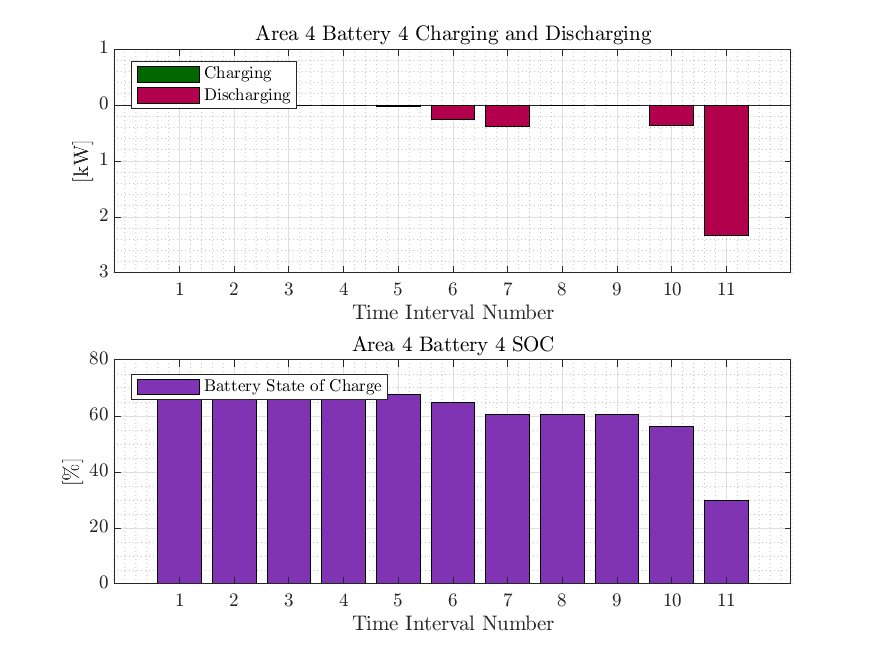 Area 4 Battery 4 Charging and Discharging
1
0
1
2
3
[kW]
Charging
Discharging
1 2 3 4 5 6 7 8 9 10 11
Time Interval Number
Area 4 Battery 4 SOC
80
60
40
20
0
[%]
Battery State of Charge
1 2 3 4 5 6 7 8 9 10 11
Time Interval Number